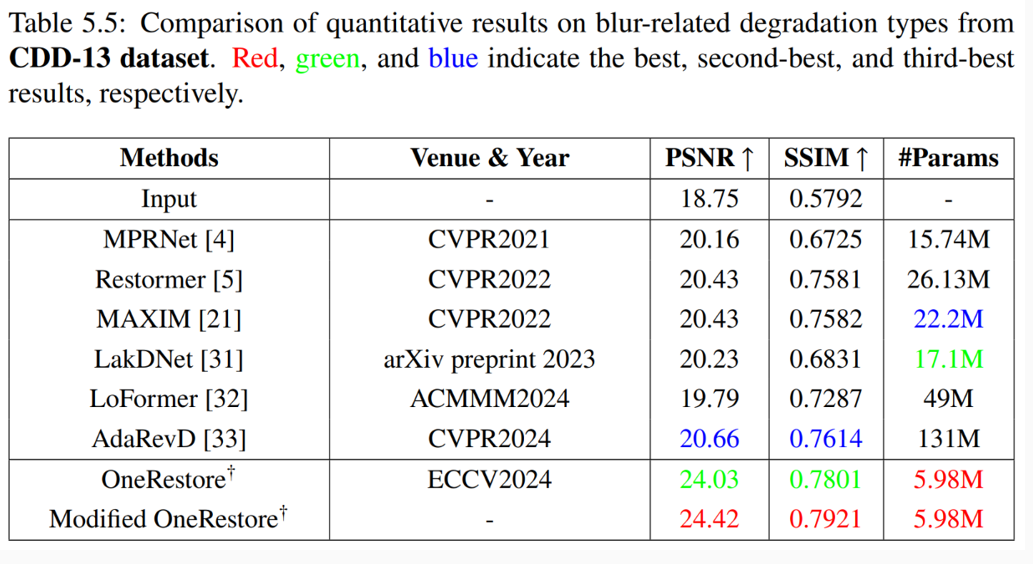 Table 5.5: Comparison of quantitative results on blur-related degradation types from
CDD-13 dataset. Red, green, and blue indicate the best, second-best, and third-best
results, respectively.
Methods Venue & Year PSNR ↑ SSIM ↑ #Params
Input - 18.75 0.5792 -
MPRNet [4] CVPR2021 20.16 0.6725 15.74M
Restormer [5] CVPR2022 20.43 0.7581 26.13M
MAXIM [21] CVPR2022 20.43 0.7582 22.2M
LakDNet [31] arXiv preprint 2023 20.23 0.6831 17.1M
LoFormer [32] ACMMM2024 19.79 0.7287 49M
AdaRevD [33] CVPR2024 20.66 0.7614 131M
OneRestore† ECCV2024 24.03 0.7801 5.98M
Modified OneRestore† - 24.42 0.7921 5.98M